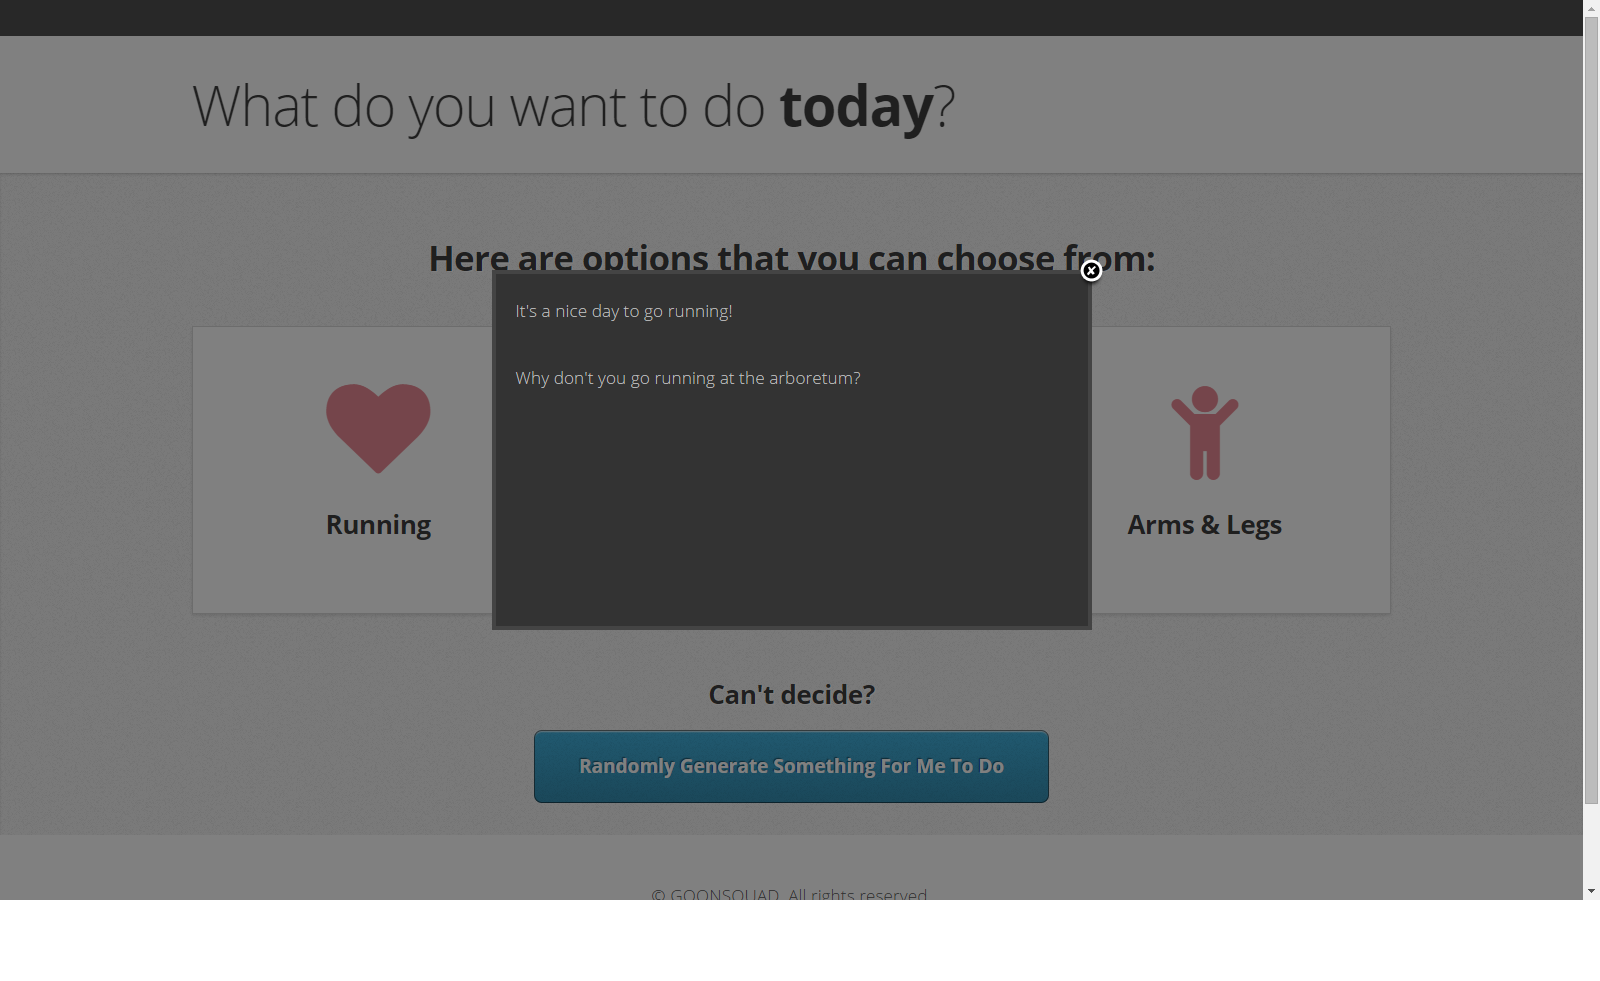 What do you want to do today?
Here are options that you can choose from:
It's a nice day to go running!
Why don't you go running at the arboretum?
Running
Arms & Legs
Can't decide?
Randomly Generate Something For Me To Do
© GOONSQUAD. All rights reserved